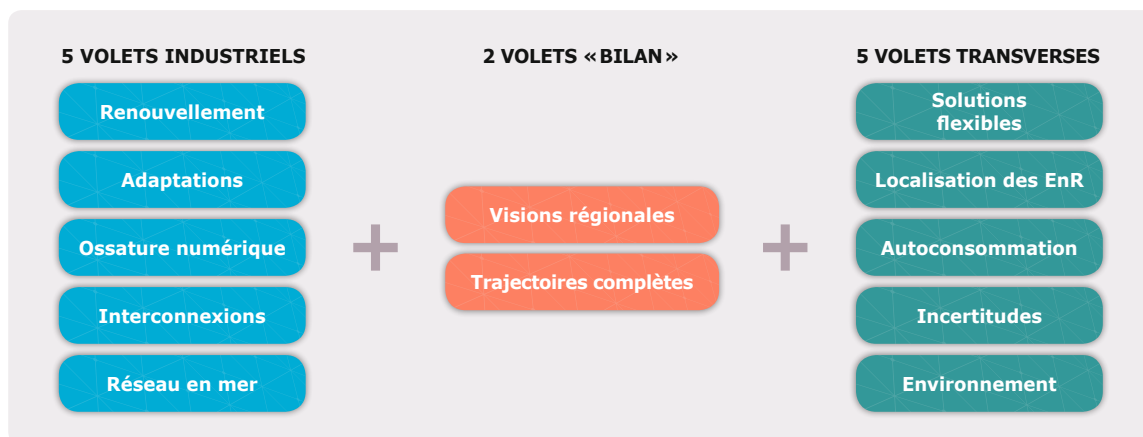 5 VOLETS INDUSTRIELS
Renouvellement
Adaptations
Ossature numérique
Interconnexions
Réseau en mer
+
2 VOLETS « BILAN »
Visions régionales
Trajectoires complètes
+
5 VOLETS TRANSVERSES
Solutions
flexibles
Localisation des EnR
Autoconsommation
Incertitudes
Environnement